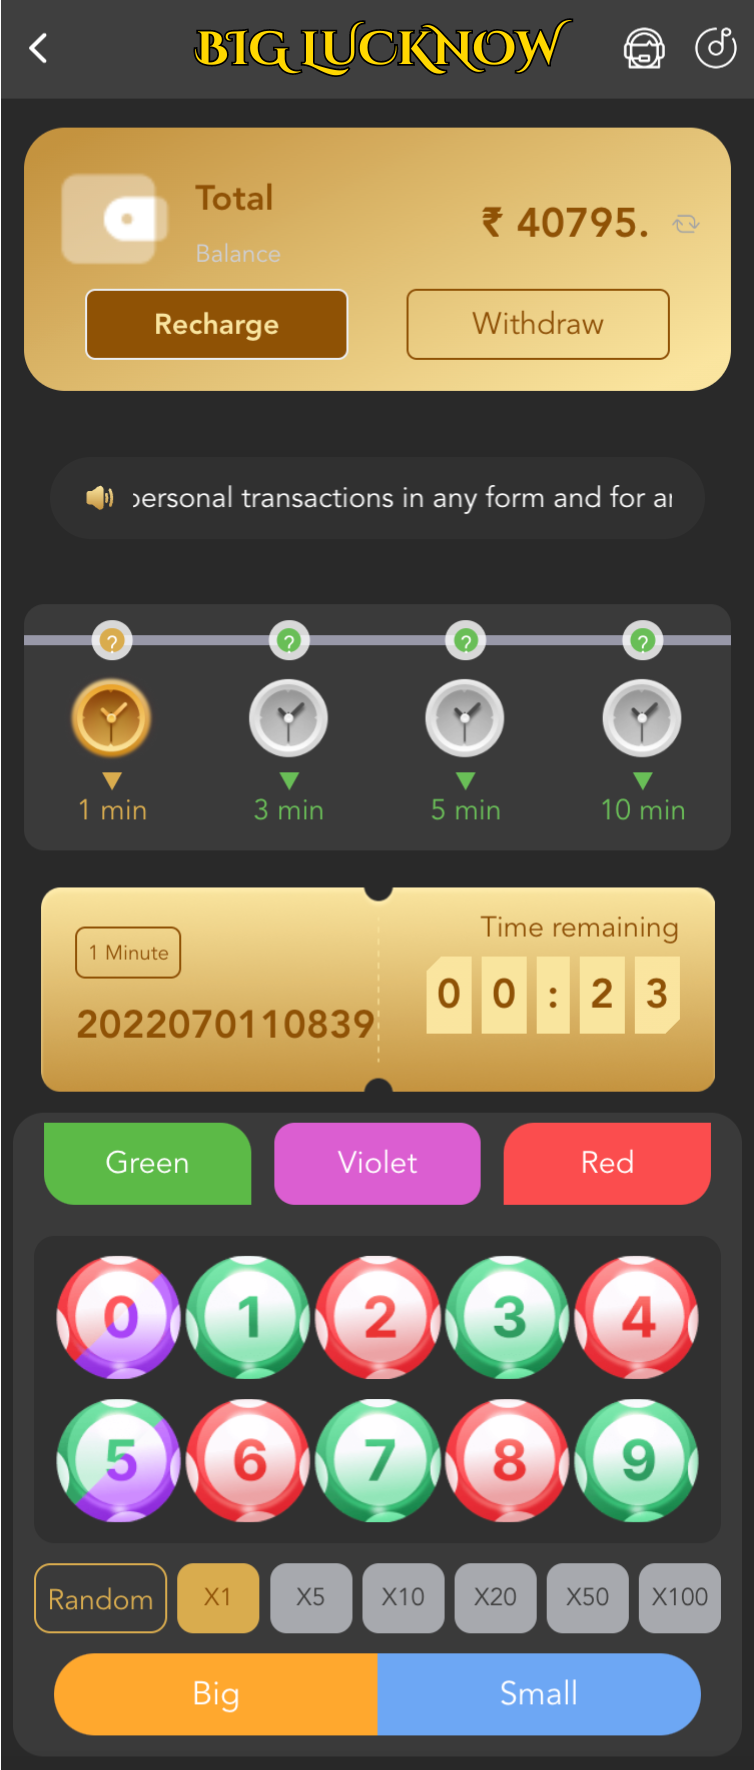 BIG LUCKNOW
Total
Balance
₹ 40795.
Recharge
Withdraw
personal transactions in any form and for
? ? ? ?
1 min 3 min 5 min 10 min
1 Minute
2022070110839
Time remaining
0 0 : 2 3
Green Violet Red
0 1 2 3 4
5 6 7 8 9
Random X1 X5 X10 X20 X50 X100
Big Small